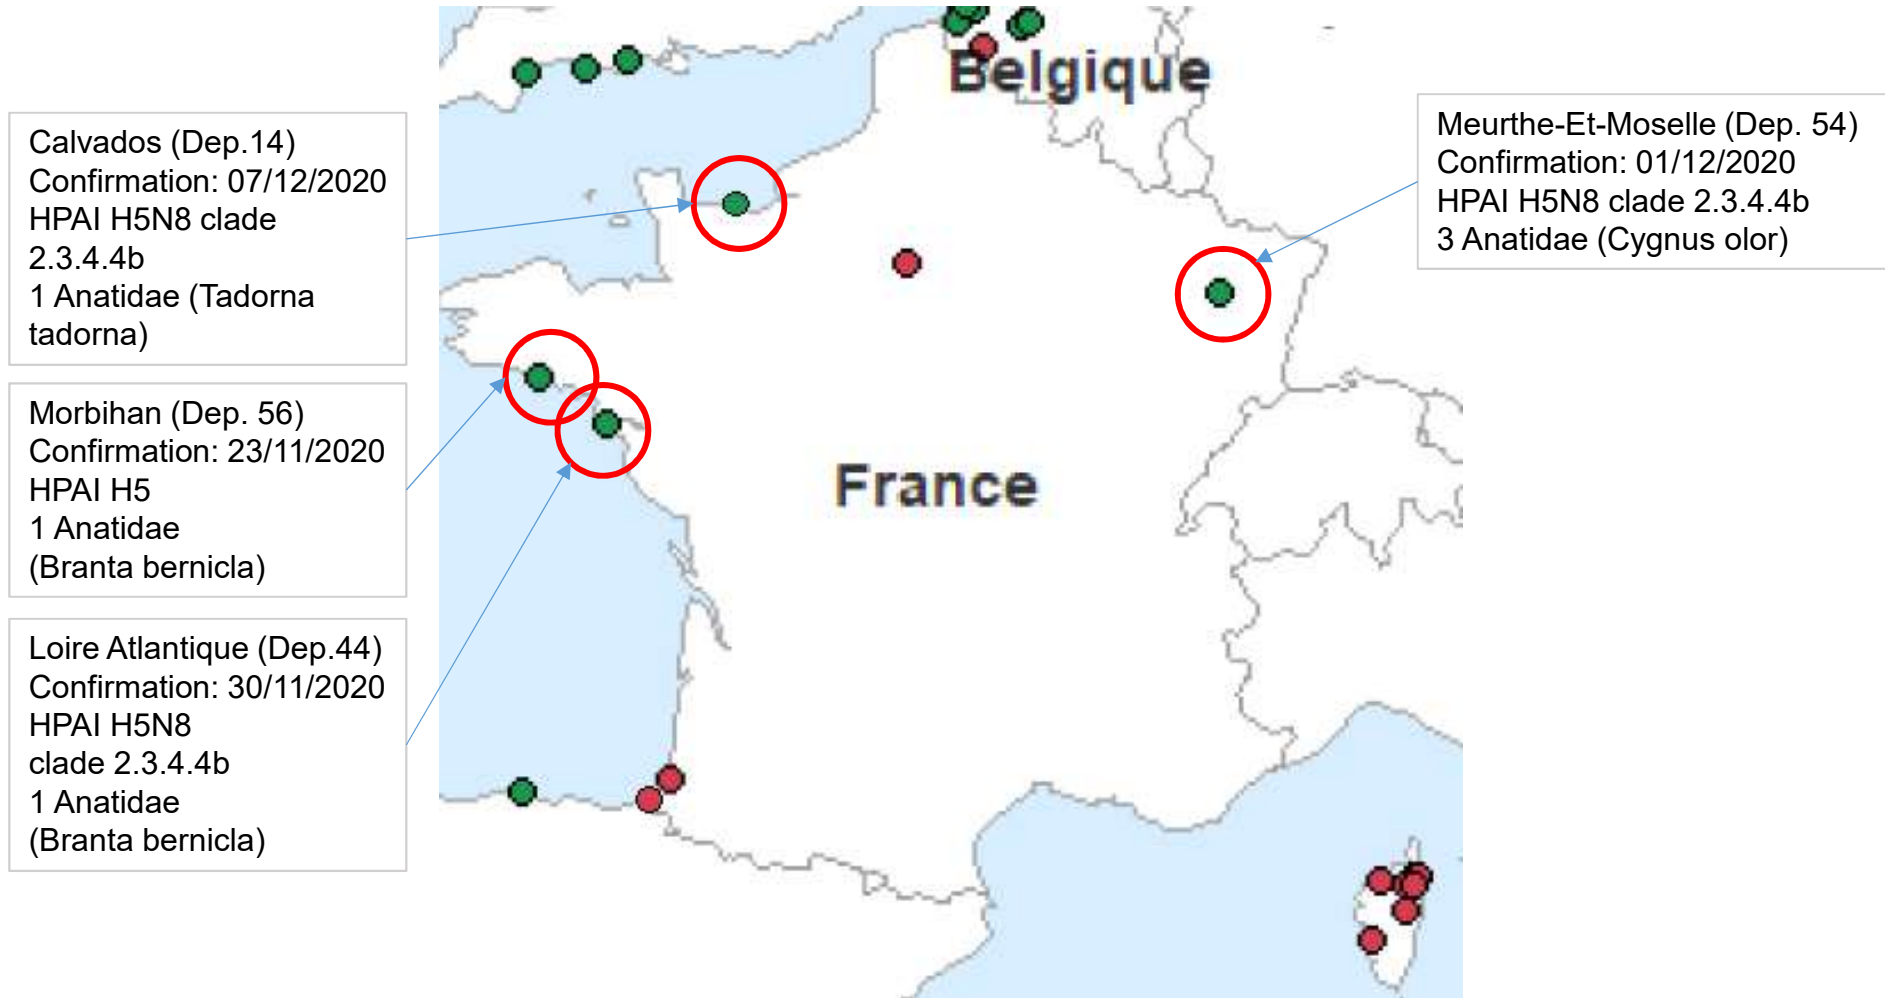 Belgique
Calvados (Dep.14)
Confirmation: 07/12/2020
HPAI H5N8 clade
2.3.4.4b
1 Anatidae (Tadorna
tadorna)
Meurthe-Et-Moselle (Dep. 54)
Confirmation: 01/12/2020
HPAI H5N8 clade 2.3.4.4b
3 Anatidae (Cygnus olor)
Morbihan (Dep. 56)
Confirmation: 23/11/2020
HPAI H5
1 Anatidae
(Branta bernicla)
France
Loire Atlantique (Dep.44)
Confirmation: 30/11/2020
HPAI H5N8
clade 2.3.4.4b
1 Anatidae
(Branta bernicla)